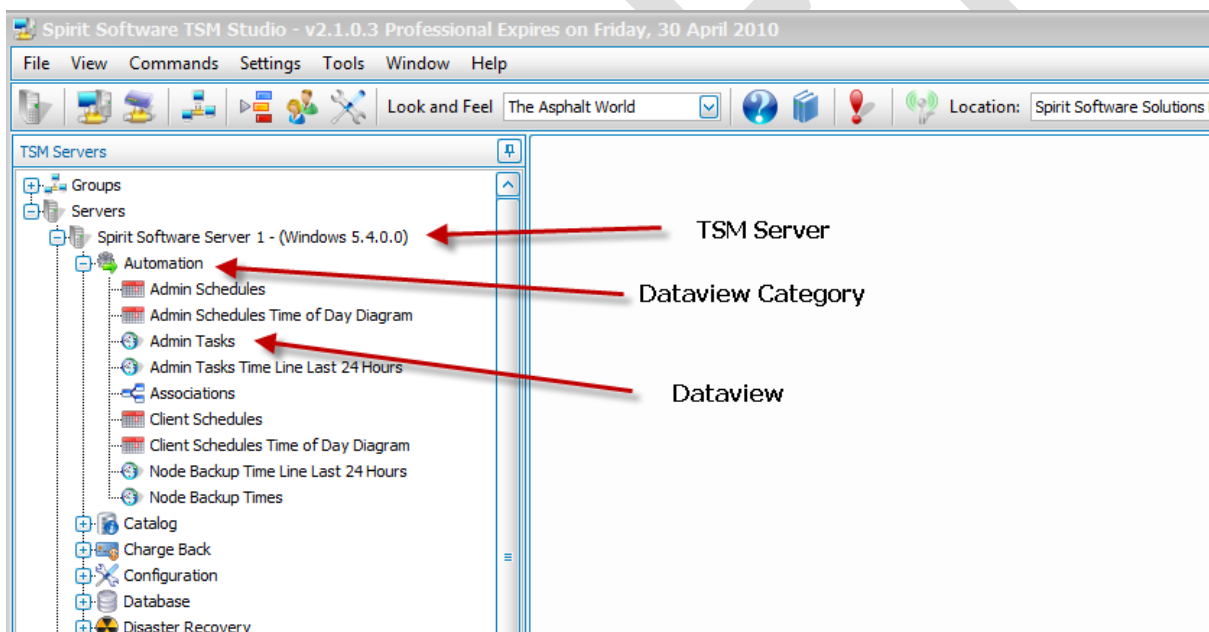 Spirit Software TSM Studio - v2.1.0.3 Professional Expires on Friday, 30 April 2010
File View Commands Settings Tools Window Help
Look and Feel The Asphalt World Location: Spirit Software Solutions
TSM Servers
Groups
Servers
Spirit Software Server 1 - (Windows 5.4.0.0) TSM Server
Automation
Admin Schedules Dataview Category
Admin Schedules Time of Day Diagram
Admin Tasks
Admin Tasks Time Line Last 24 Hours
Associations Dataview
Client Schedules
Client Schedules Time of Day Diagram
Node Backup Time Line Last 24 Hours
Node Backup Times
Catalog
Charge Back
Configuration
Database
Disaster Recovery